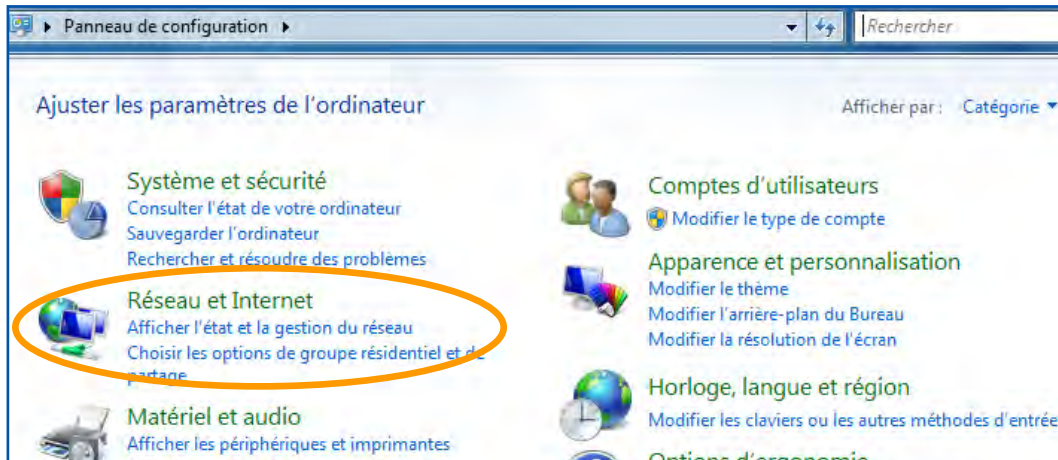 Panneau de configuration
Rechercher
Ajuster les paramètres de l'ordinateur
Afficher par : Catégorie
Système et sécurité
Consulter l'état de votre ordinateur
Sauvegarder l'ordinateur
Rechercher et résoudre des problèmes
Réseau et Internet
Afficher l'état et la gestion du réseau
Choisir les options de groupe résidentiel et de
partage
Matériel et audio
Afficher les périphériques et imprimantes
Comptes d'utilisateurs
Modifier le type de compte
Apparence et personnalisation
Modifier le thème
Modifier l'arrière-plan du Bureau
Modifier la résolution de l'écran
Horloge, langue et région
Modifier les claviers ou les autres méthodes d'entrée
Options d'ergonomie